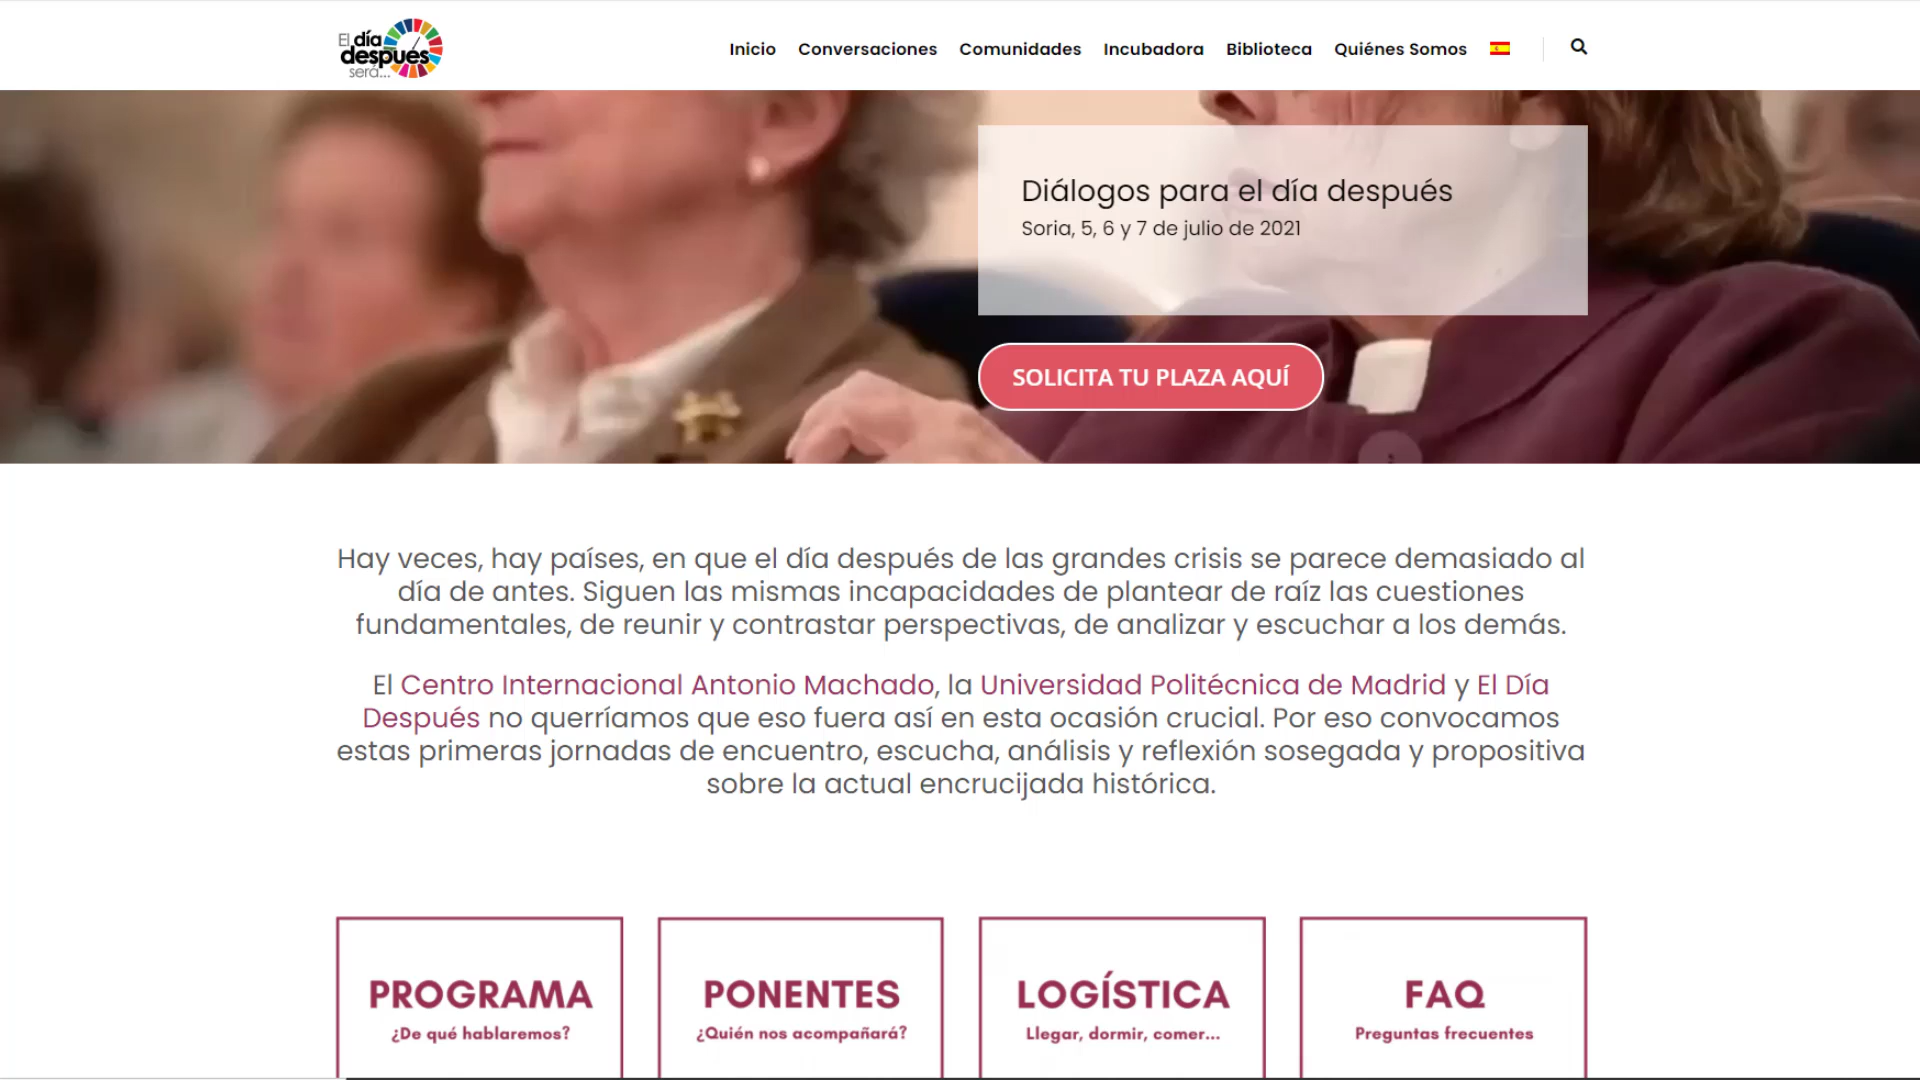 El día
después
será...
Inicio Conversaciones Comunidades Incubadora Biblioteca Quiénes Somos
Diálogos para el día después
Soria, 5, 6 y 7 de julio de 2021
SOLICITA TU PLAZA AQUÍ
Hay veces, hay países, en que el día después de las grandes crisis se parece demasiado al
día de antes. Siguen las mismas incapacidades de plantear de raíz las cuestiones
fundamentales, de reunir y contrastar perspectivas, de analizar y escuchar a los demás.
El Centro Internacional Antonio Machado, la Universidad Politécnica de Madrid y El Día
Después no querríamos que eso fuera así en esta ocasión crucial. Por eso convocamos
estas primeras jornadas de encuentro, escucha, análisis y reflexión sosegada y propositiva
sobre la actual encrucijada histórica.
PROGRAMA
¿De qué hablaremos?
PONENTES
¿Quién nos acompañará?
LOGÍSTICA
Llegar, dormir, comer...
FAQ
Preguntas frecuentes